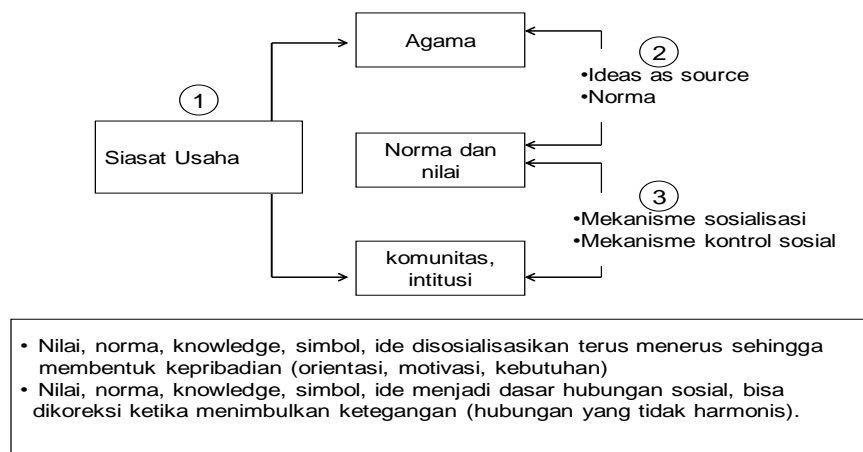 Agama
2
•Ideas as source
•Norma
1
Siasat Usaha
Norma dan
nilai
3
•Mekanisme sosialisasi
•Mekanisme kontrol sosial
komunitas,
intitusi
• Nilai, norma, knowledge, simbol, ide disosialisasikan terus menerus sehingga
membentuk kepribadian (orientasi, motivasi, kebutuhan)
• Nilai, norma, knowledge, simbol, ide menjadi dasar hubungan sosial, bisa
dikoreksi ketika menimbulkan ketegangan (hubungan yang tidak harmonis).